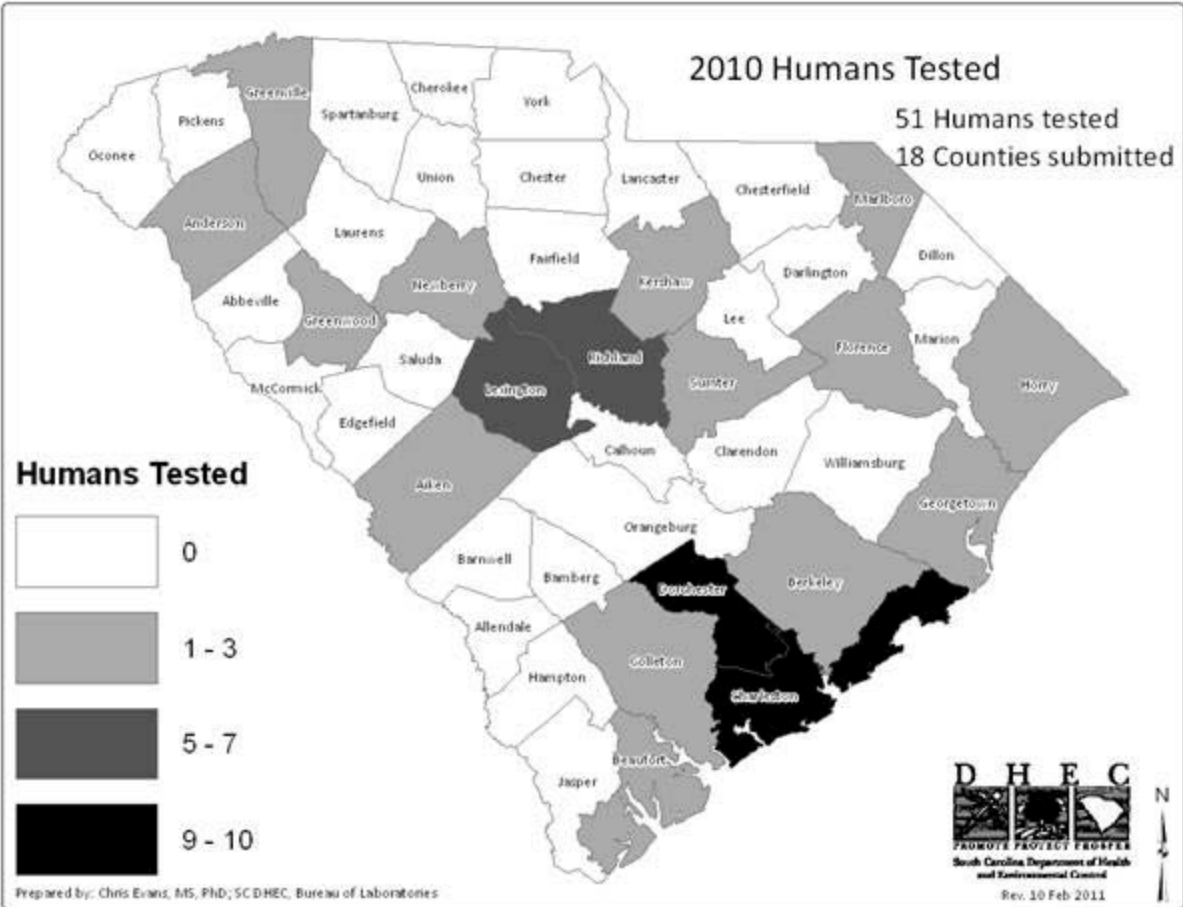 2010 Humans Tested
51 Humans tested
18 Counties submitted
Greenville
Cherokee
York
Spartanburg
Pickens
Oconee
Union
Chester
Lancaster
Chesterfield
Marlboro
Anderson
Laurens
Fairfield
Dillon
Darlington
Newberry
Kershaw
Abbeville
Greenwood
Lee
Marion
Florence
Saluda
Richland
Sumter
Horry
McCormick
Lexington
Edgefield
Calhoun
Clarendon
Williamsburg
Aiken
Georgetown
Orangeburg
Barnwell
Bamberg
Dorchester
Berkeley
Allendale
Colleton
Hampton
Charleston
Beaufort
Jasper
Humans Tested
0
1 - 3
5 - 7
9 - 10
D H E C
PROMOTE PROTECT PROSPER
South Carolina Department of Health
and Environmental Control
N
Rev. 10 Feb 2011
Prepared by: Chris Evans, MS, PhD; SC DHEC, Bureau of Laboratories